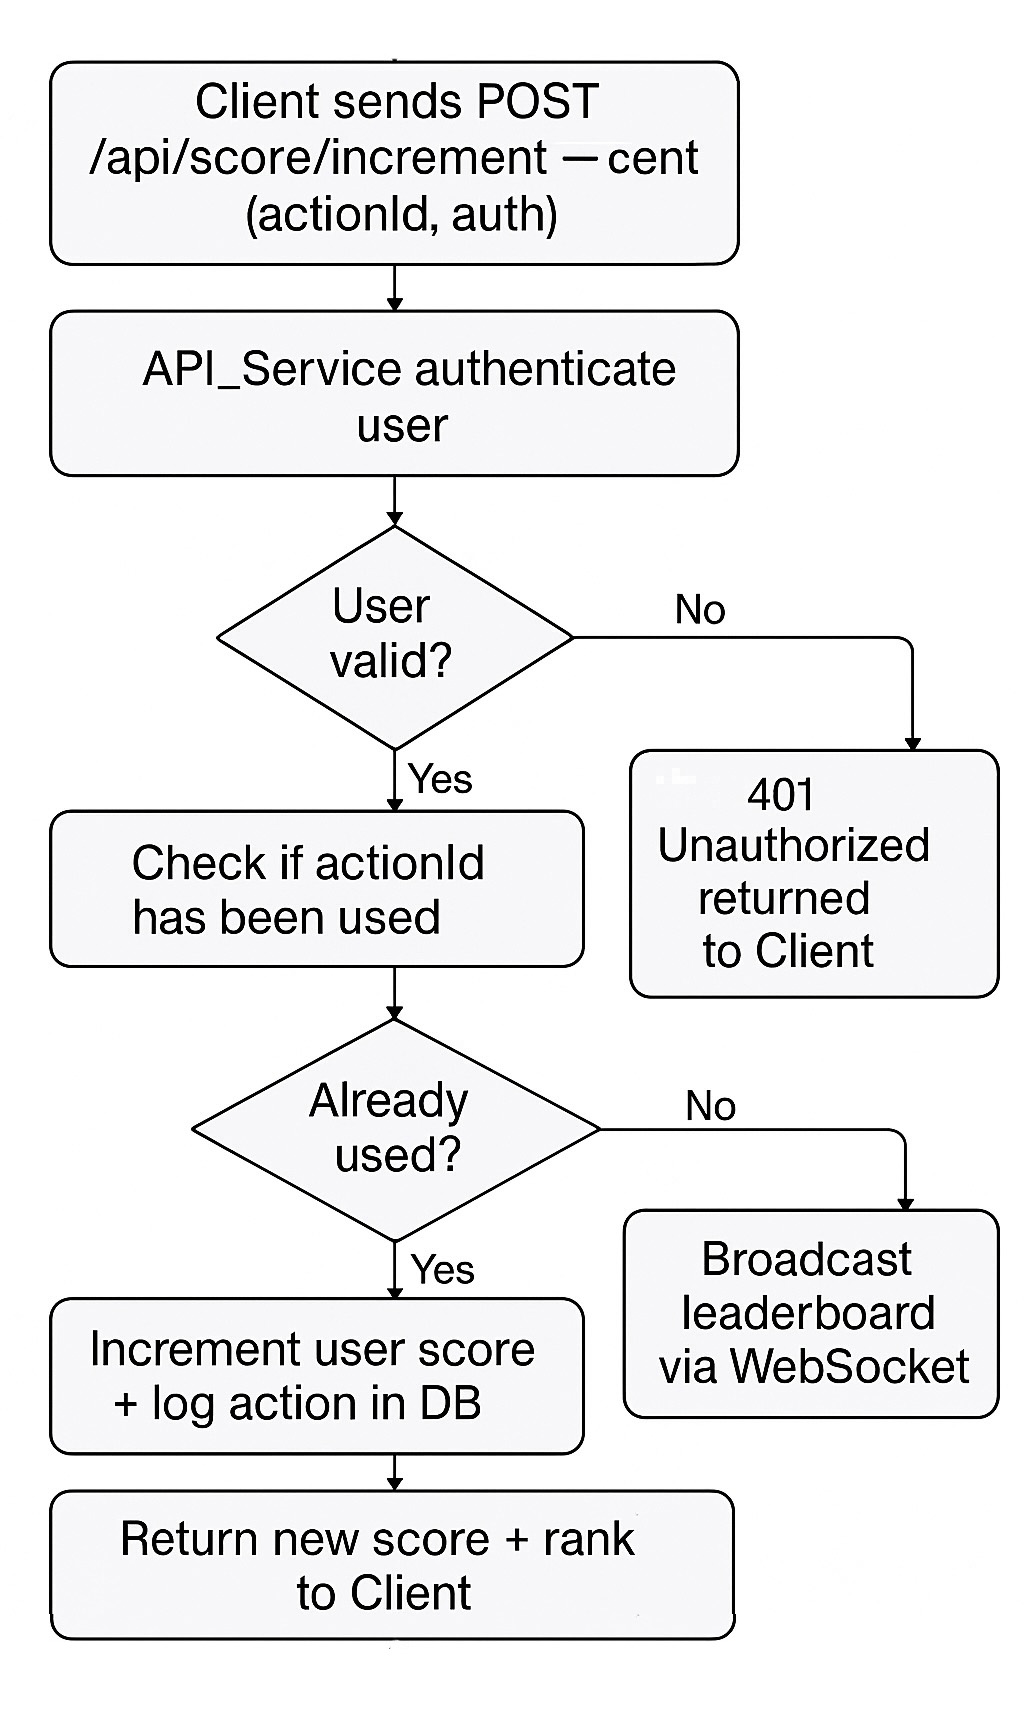 Client sends POST
/api/score/increment — cent
(actionId, auth)
API_Service authenticate
user
User
valid?
No
Yes
401
Unauthorized
returned
to Client
Check if actionId
has been used
Already
used?
No
Yes
Broadcast
leaderboard
via WebSocket
Increment user score
+ log action in DB
Return new score + rank
to Client